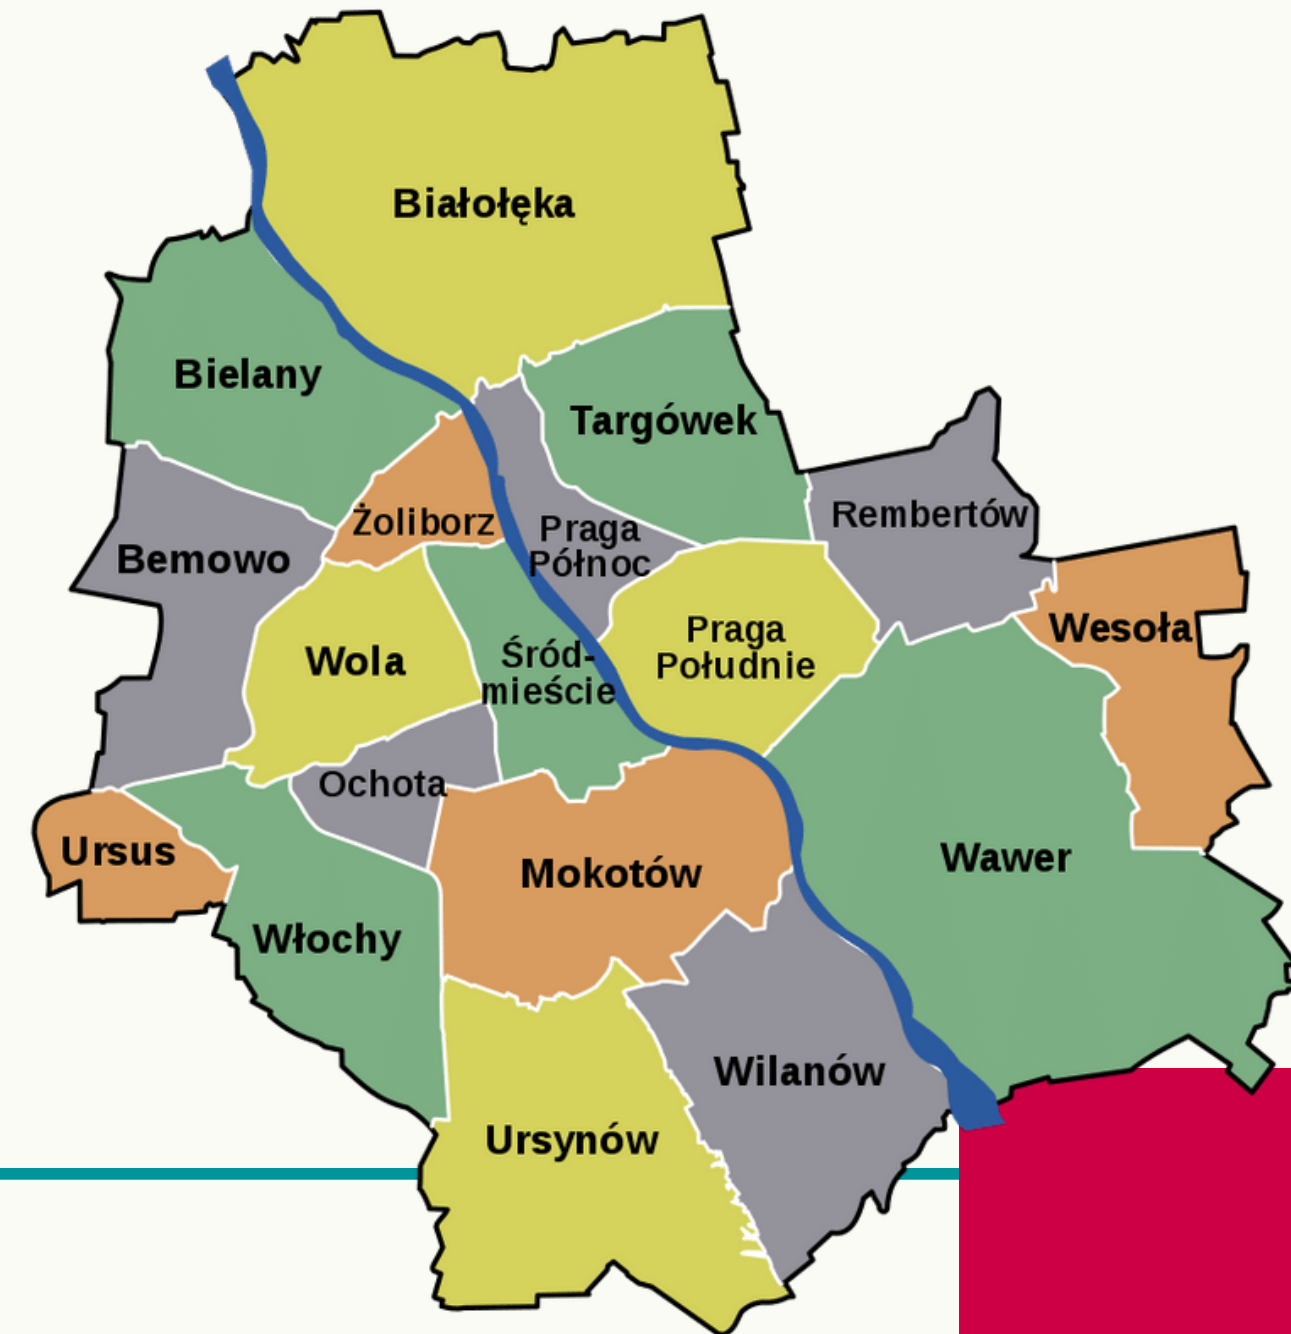 Białołęka
Bielany
Targówek
Rembertów
Żoliborz
Praga
Północ
Bemowo
Wesoła
Praga
Południe
Wola
Śród-
mieście
Ochota
Ursus
Mokotów
Wawer
Włochy
Wilanów
Ursynów